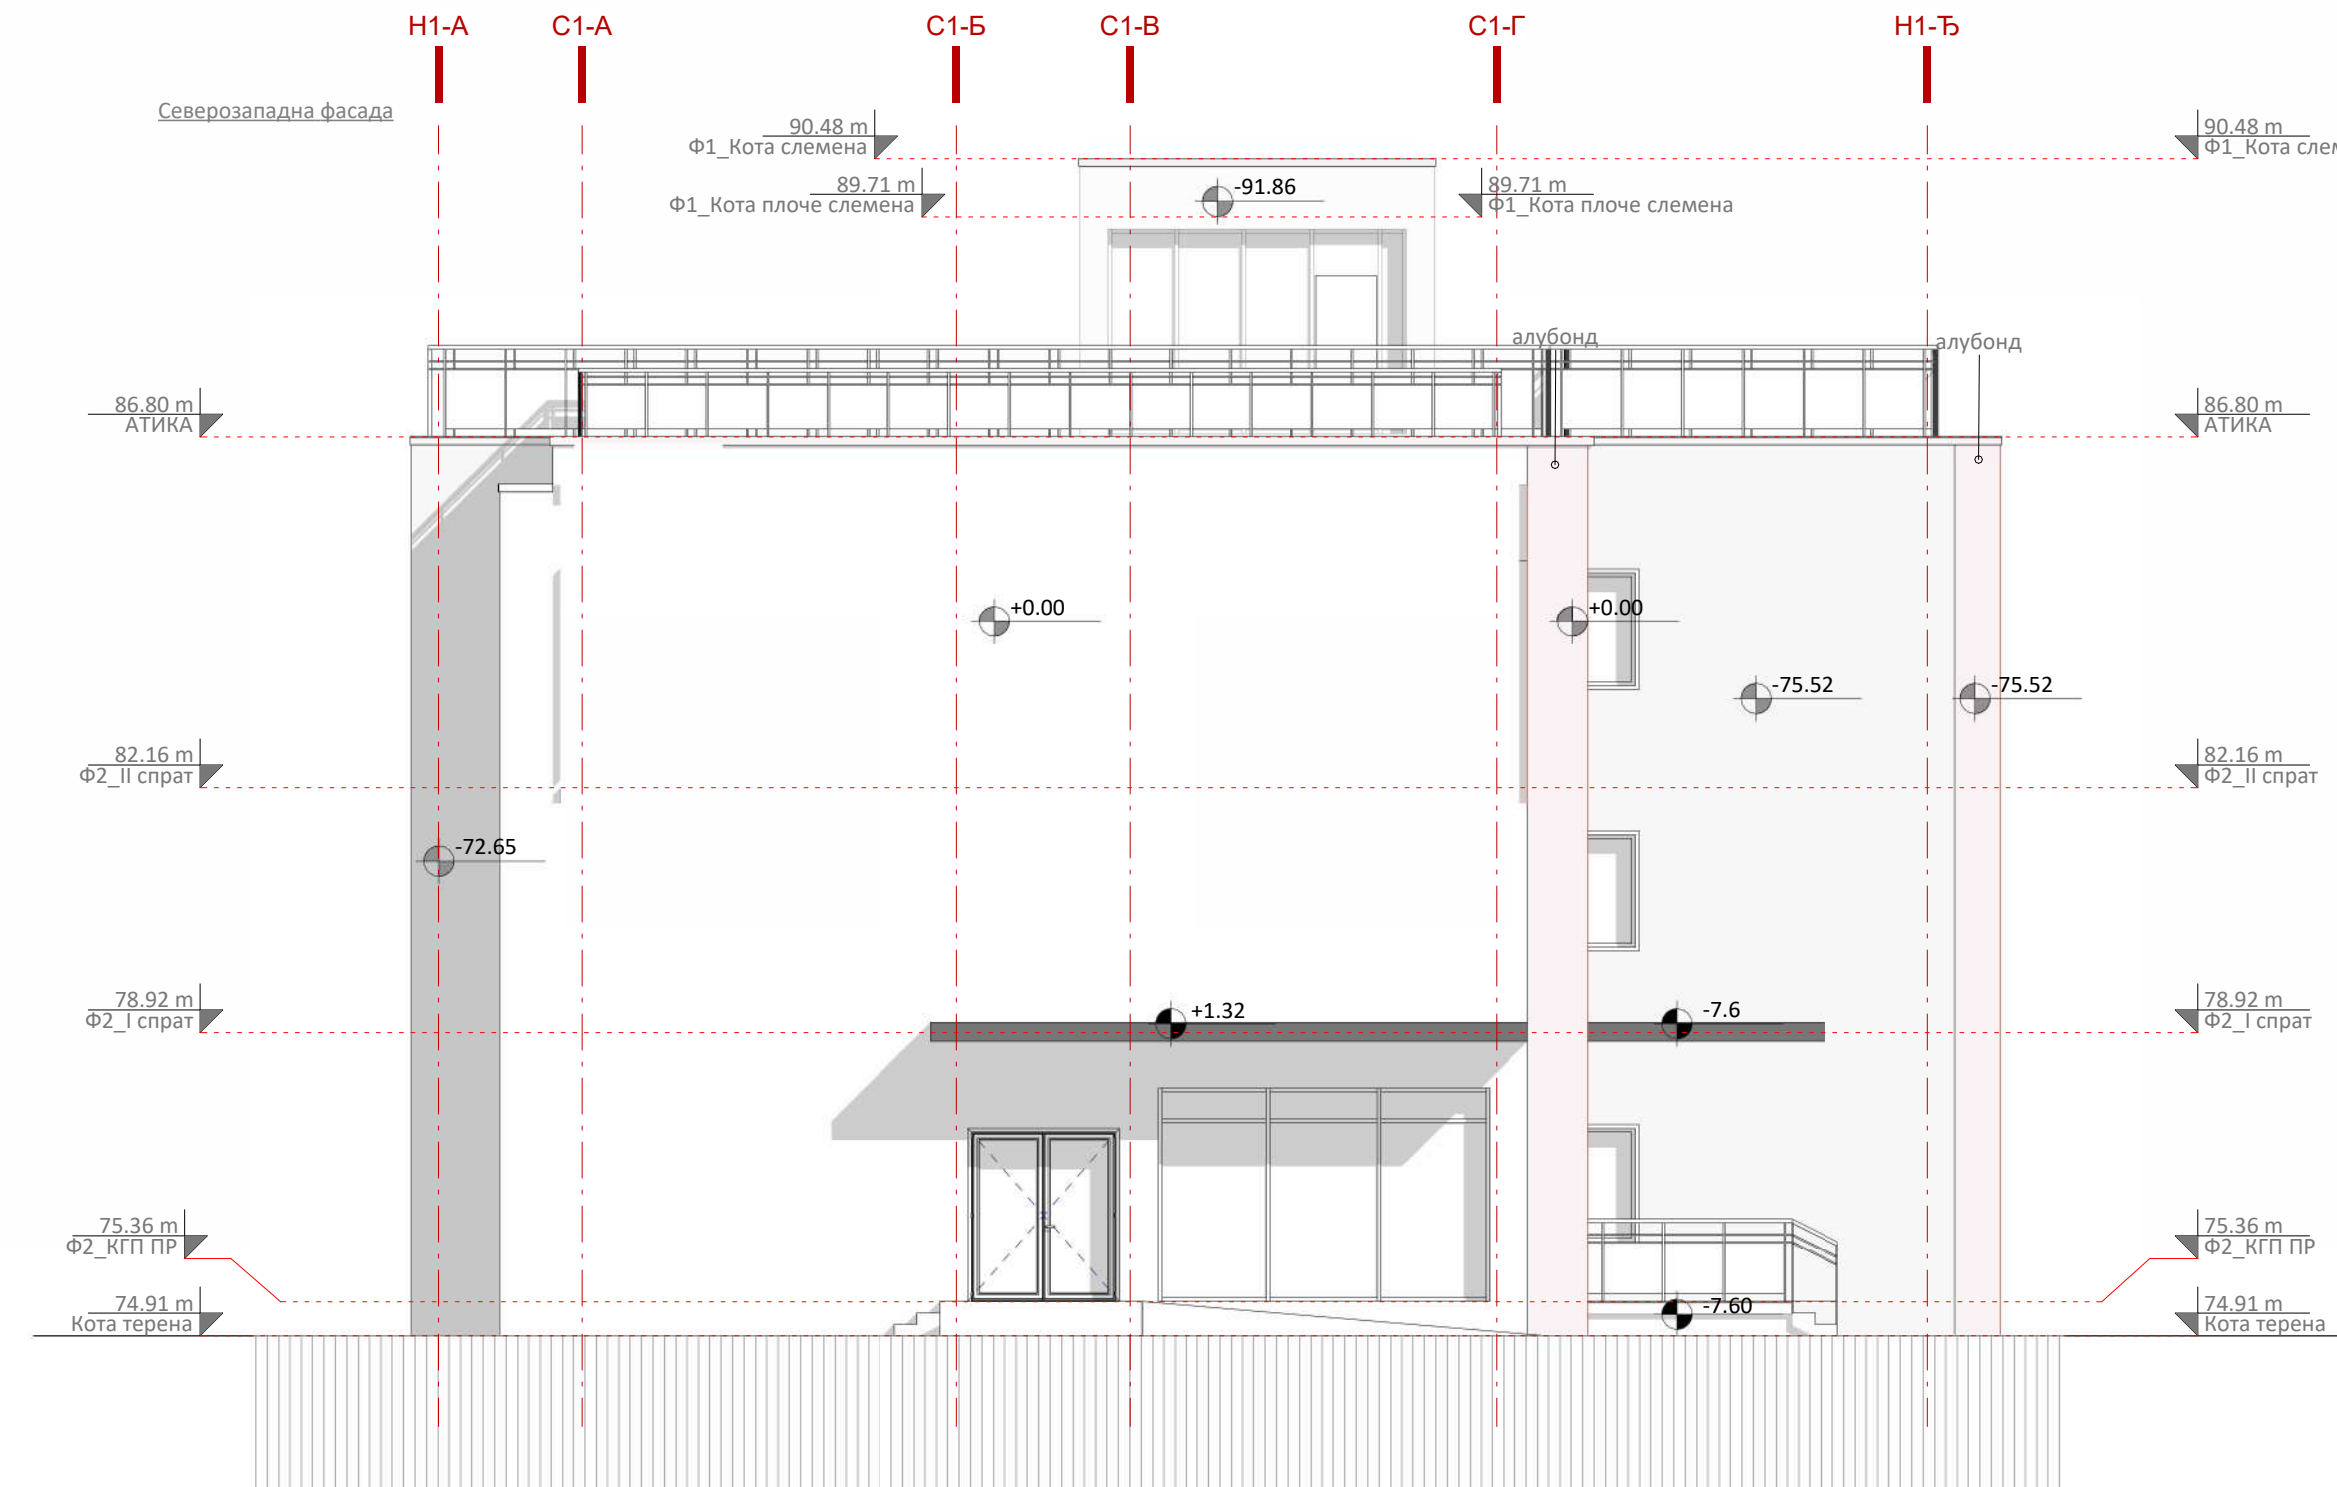 Н1-А С1-А С1-Б С1-В С1-Г Н1-Ђ
Северозападна фасада
90.48 m
Ф1_Кота слемена
90.48 m
Ф1_Кота слем
89.71 m
Ф1_Кота плоче слемена
-91.86
89.71 m
Ф1_Кота плоче слемена
алубонд
алубонд
86.80 m
АТИКА
86.80 m
АТИКА
+0.00
+0.00
-75.52
-75.52
82.16 m
Ф2_II спрат
82.16 m
Ф2_II спрат
-72.65
78.92 m
Ф2_I спрат
+1.32
-7.6
78.92 m
Ф2_I спрат
75.36 m
Ф2_КГП ПР
75.36 m
Ф2_КГП ПР
74.91 m
Кота терена
-7.60
74.91 m
Кота терена